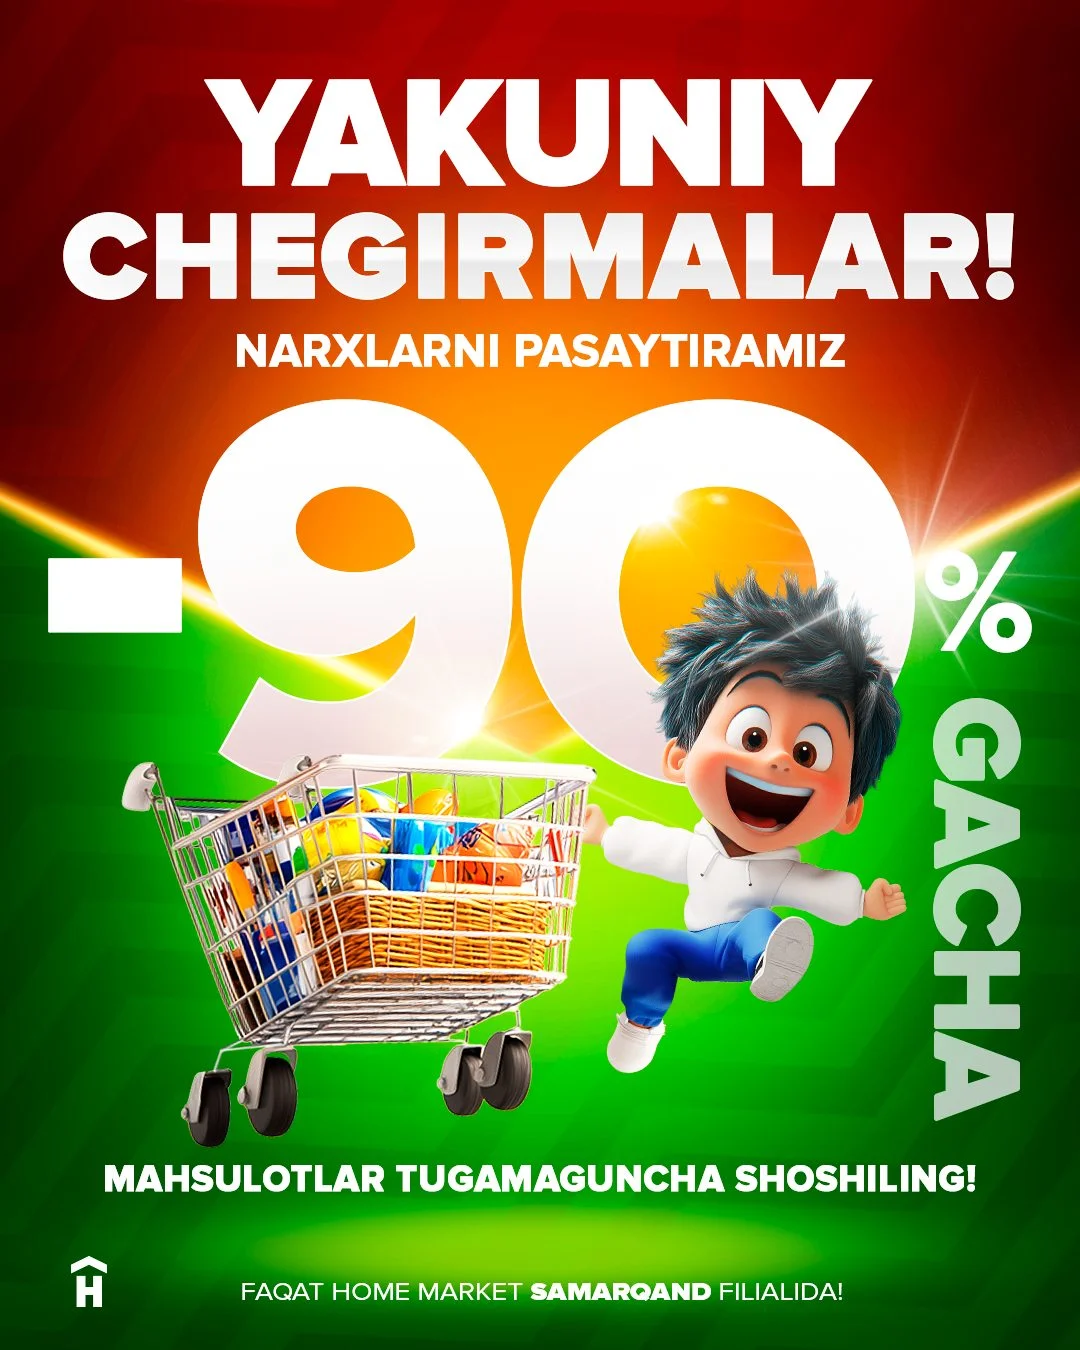 YAKUNIY
CHEGIRMALAR!
NARXLARNI PASAYTIRAMIZ
-90%
GACHA
MAHSULOTLAR TUGAMAGUNCHA SHOSHILING!
H
FAQAT HOME MARKET SAMARQAND FILIALIDA!